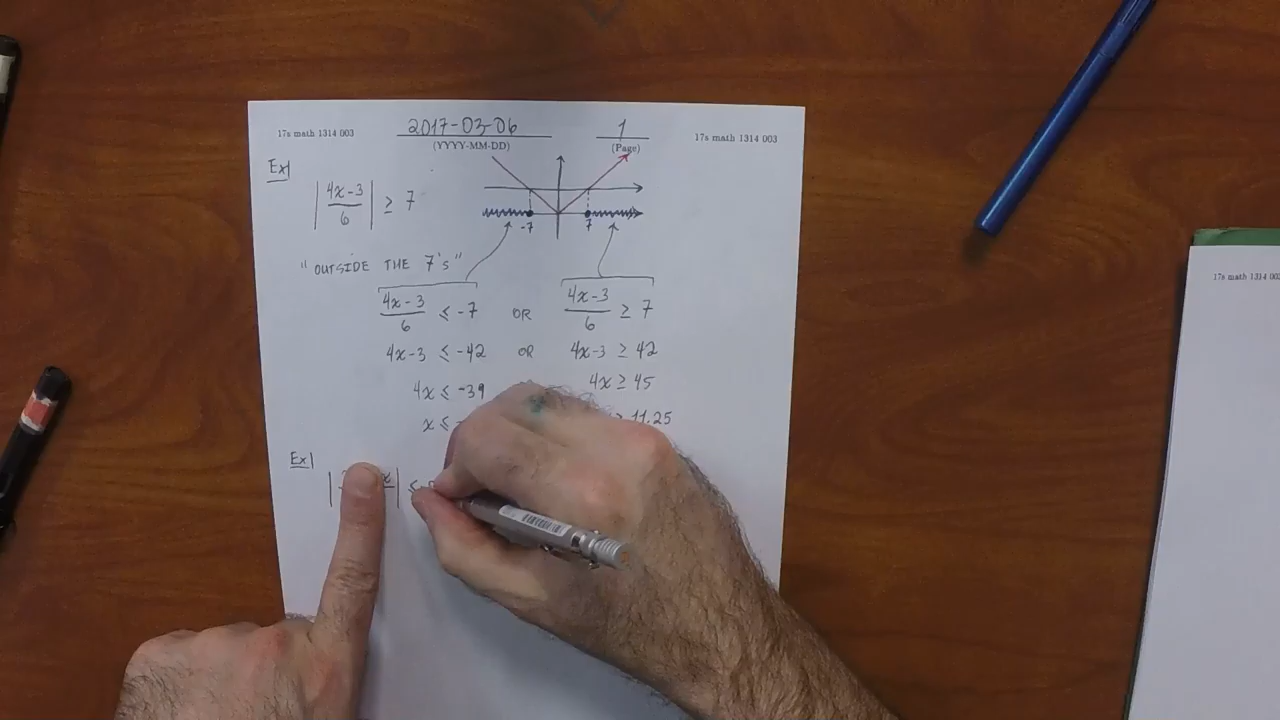 17s math 1314 003 2017-03-06 1 17s math 1314 003
(YYYY-MM-DD) (Page)
Ex|
|4x-3/6| ≥ 7
-7 7
"OUTSIDE THE 7's"
4x-3/6 ≤ -7 OR 4x-3/6 ≥ 7
4x-3 ≤ -42 OR 4x-3 ≥ 42
4x ≤ -39 4x ≥ 45
x ≤ - ≥ 11.25
Ex|
x | ≤
17s math 1314 003